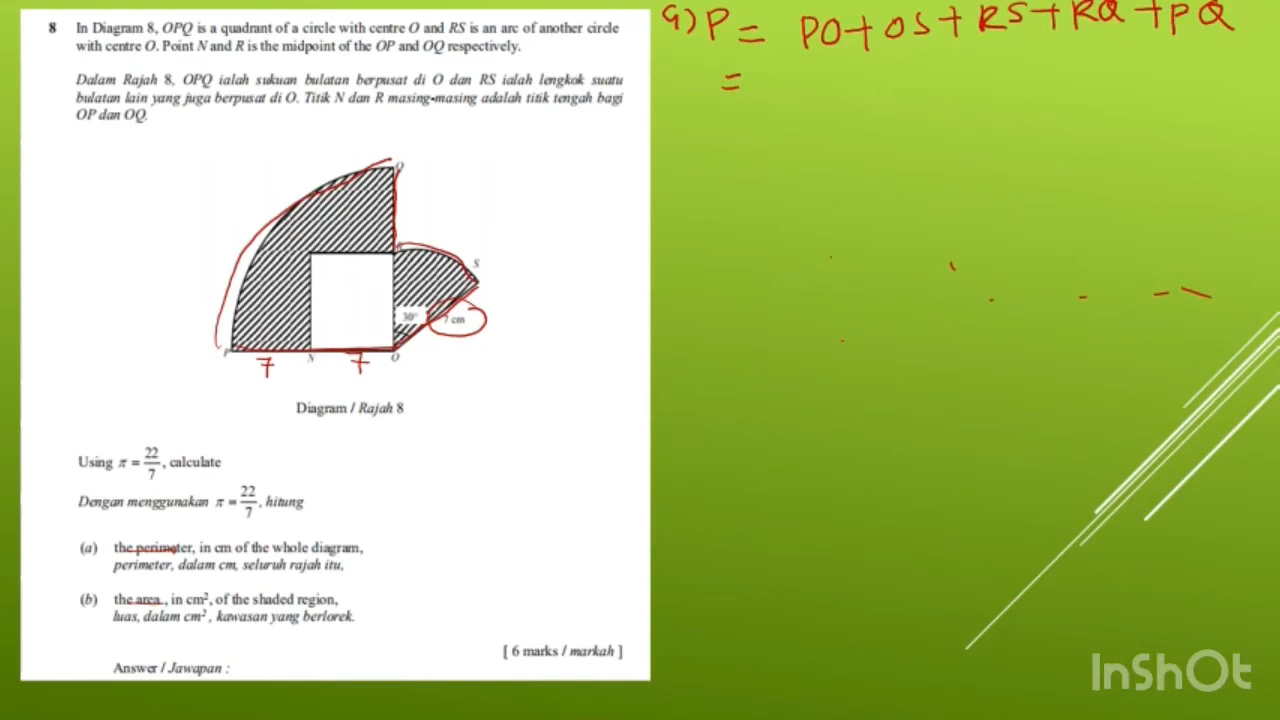 8 In Diagram 8, OPQ is a quadrant of a circle with centre O and RS is an arc of another circle
with centre O. Point N and R is the midpoint of the OP and OQ respectively.
Dalam Rajah 8, OPQ ialah sukuan bulatan berpusat di O dan RS ialah lengkok suatu
bulatan lain yang juga berpusat di O. Titik N dan R masing-masing adalah titik tengah bagi
OP dan OQ.
Q
R
S
30°
7 cm
P
N
O
7
7
Diagram / Rajah 8
Using π = 22/7, calculate
Dengan menggunakan π = 22/7, hitung
(a) the perimeter, in cm of the whole diagram,
perimeter, dalam cm, seluruh rajah itu,
(b) the area, in cm², of the shaded region,
luas, dalam cm², kawasan yang berlorek.
[ 6 marks / markah ]
Answer / Jawapan :
a) P = PO + OS + RS + RQ + PQ
=
InShOt